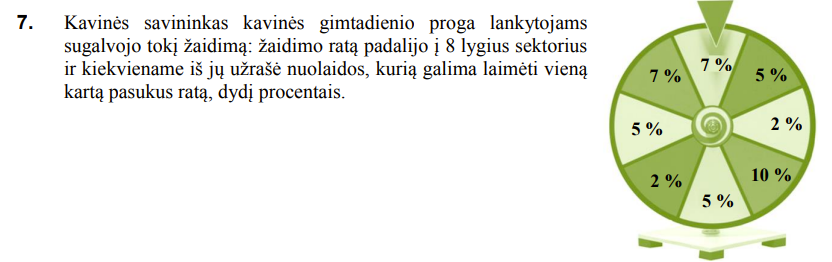 7. Kavinės savininkas kavinės gimtadienio proga lankytojams
sugalvojo tokį žaidimą: žaidimo ratą padalijo į 8 lygius sektorius
ir kiekviename iš jų užrašė nuolaidos, kurią galima laimėti vieną
kartą pasukus ratą, dydį procentais.
7 %
7 %
5 %
5 %
2 %
2 %
10 %
5 %